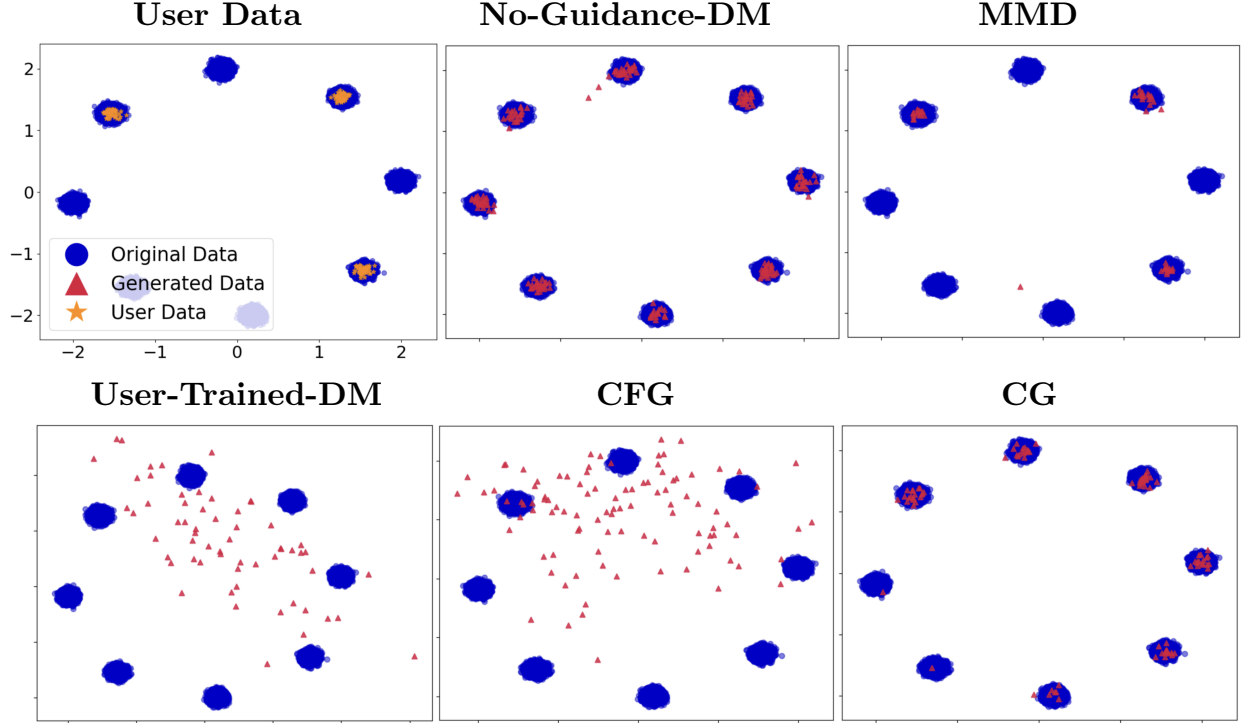 User Data
No-Guidance-DM
MMD
2
1
0
−1
−2
Original Data
Generated Data
User Data
−2
−1
0
1
2
User-Trained-DM
CFG
CG